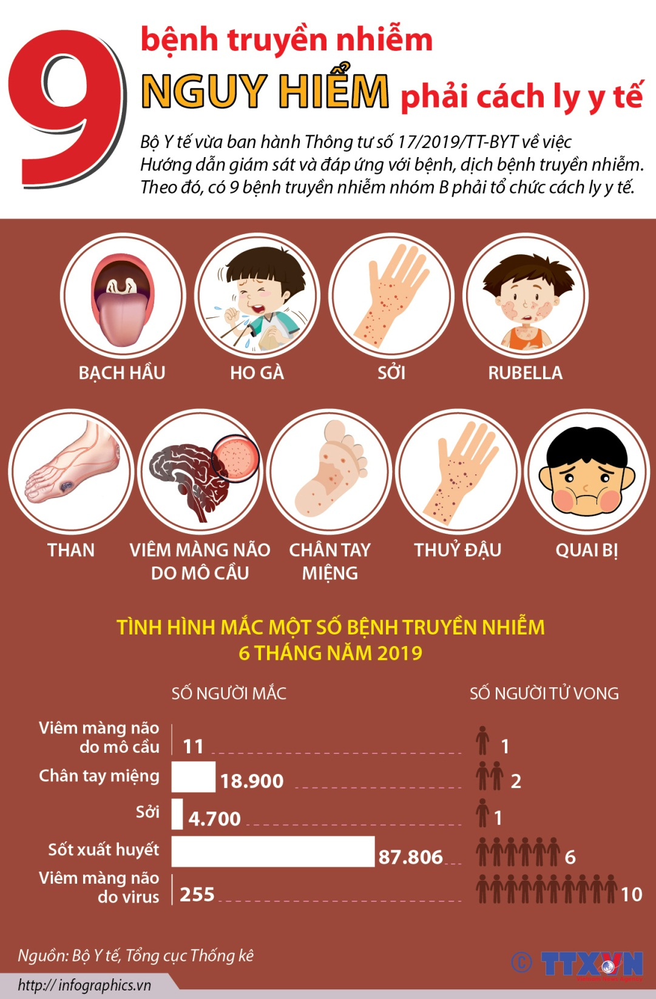 9
bệnh truyền nhiễm
NGUY HIỂM phải cách ly y tế
Bộ Y tế vừa ban hành Thông tư số 17/2019/TT-BYT về việc
Hướng dẫn giám sát và đáp ứng với bệnh, dịch bệnh truyền nhiễm.
Theo đó, có 9 bệnh truyền nhiễm nhóm B phải tổ chức cách ly y tế.
BẠCH HẦU
HO GÀ
SỞI
RUBELLA
THAN
VIÊM MÀNG NÃO
DO MÔ CẦU
CHÂN TAY
MIỆNG
THUỶ ĐẬU
QUAI BỊ
TÌNH HÌNH MẮC MỘT SỐ BỆNH TRUYỀN NHIỄM
6 THÁNG NĂM 2019
SỐ NGƯỜI MẮC
SỐ NGƯỜI TỬ VONG
Viêm màng não
do mô cầu
11
1
Chân tay miệng
18.900
2
Sởi
4.700
1
Sốt xuất huyết
87.806
6
Viêm màng não
do virus
255
10
Nguồn: Bộ Y tế, Tổng cục Thống kê
© TTXVN
Vietnam News Agency
http:// infographics.vn